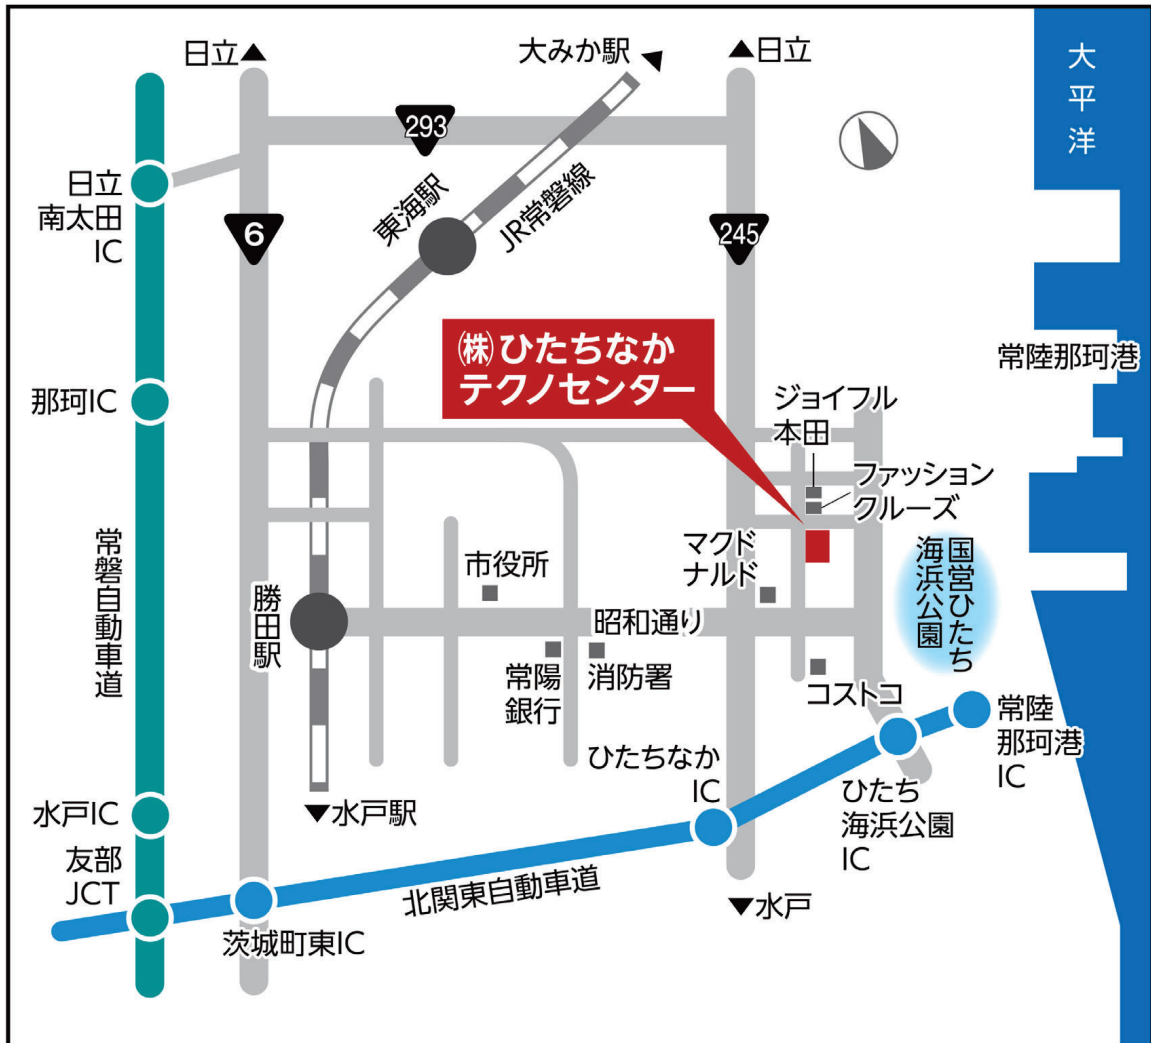 日立▲
大みか駅
▲日立
大平洋
293
日立
南太田
IC
東海駅
JR常磐線
6
245
㈱ひたちなか
テクノセンター
常陸那珂港
那珂IC
ジョイフル
本田
ファッション
クルーズ
常磐自動車道
勝田駅
市役所
マクド
ナルド
国営ひたち
海浜公園
昭和通り
常陽
銀行
消防署
コストコ
常陸
那珂港
IC
ひたちなか
IC
ひたち
海浜公園
IC
水戸IC
▼水戸駅
友部
JCT
北関東自動車道
▼水戸
茨城町東IC